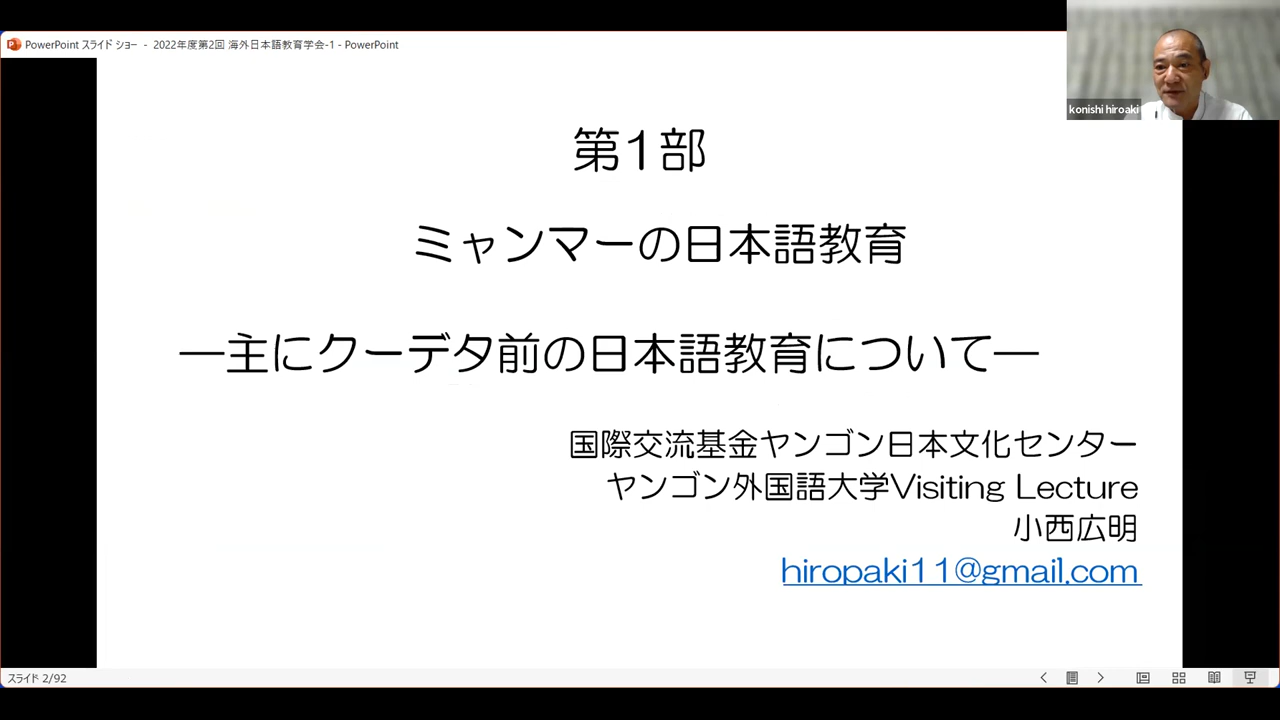 PowerPoint スライド ショー - 2022年度第2回 海外日本語教育学会-1 - PowerPoint
konishi hiroaki
第1部
ミャンマーの日本語教育
―主にクーデタ前の日本語教育について―
国際交流基金ヤンゴン日本文化センター
ヤンゴン外国語大学Visiting Lecture
小西広明
hiropaki11@gmail.com
スライド 2/92